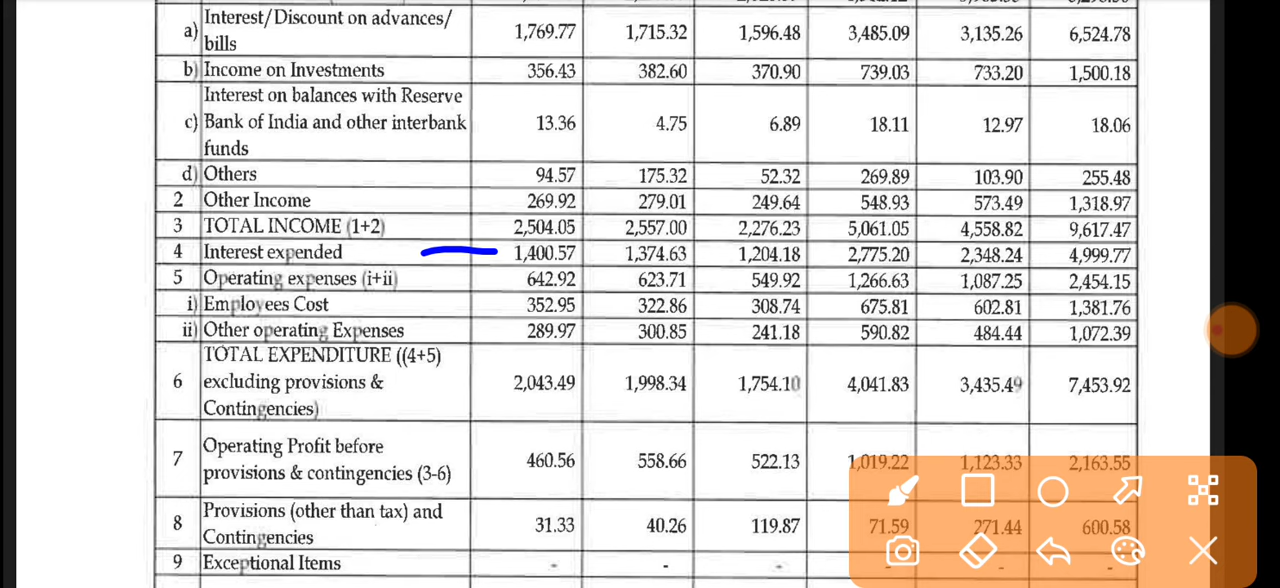 a) Interest/Discount on advances/
bills 1,769.77 1,715.32 1,596.48 3,485.09 3,135.26 6,524.78
b) Income on Investments 356.43 382.60 370.90 739.03 733.20 1,500.18
Interest on balances with Reserve
c) Bank of India and other interbank 13.36 4.75 6.89 18.11 12.97 18.06
funds
d) Others 94.57 175.32 52.32 269.89 103.90 255.48
2 Other Income 269.92 279.01 249.64 548.93 573.49 1,318.97
3 TOTAL INCOME (1+2) 2,504.05 2,557.00 2,276.23 5,061.05 4,558.82 9,617.47
4 Interest expended 1,400.57 1,374.63 1,204.18 2,775.20 2,348.24 4,999.77
5 Operating expenses (i+ii) 642.92 623.71 549.92 1,266.63 1,087.25 2,454.15
i) Employees Cost 352.95 322.86 308.74 675.81 602.81 1,381.76
ii) Other operating Expenses 289.97 300.85 241.18 590.82 484.44 1,072.39
TOTAL EXPENDITURE ((4+5)
6 excluding provisions & 2,043.49 1,998.34 1,754.10 4,041.83 3,435.49 7,453.92
Contingencies)
Operating Profit before
7 provisions & contingencies (3-6) 460.56 558.66 522.13 1,019.22 1,123.33 2,163.55
Provisions (other than tax) and
8 Contingencies 31.33 40.26 119.87 71.59 271.44 600.58
9 Exceptional Items - - - - - -